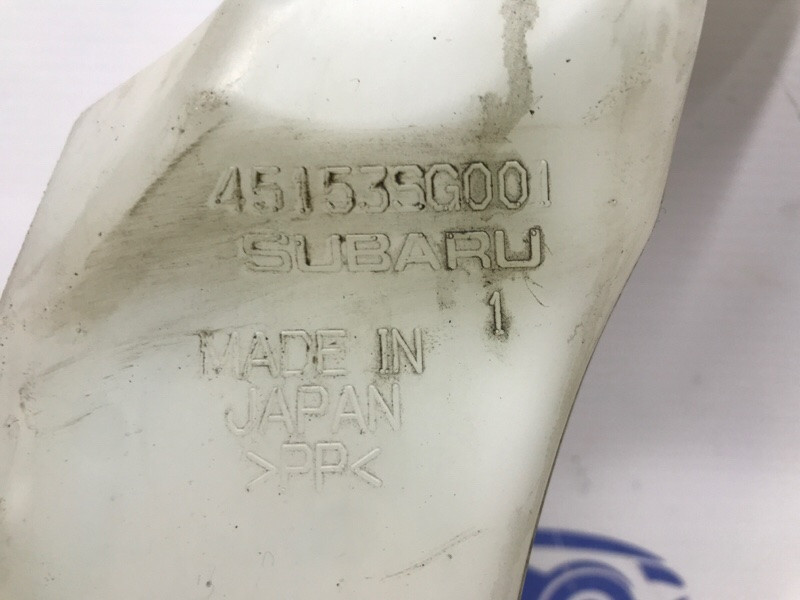 45153SG001
SUBARU
1
MADE IN
JAPAN
>PP<